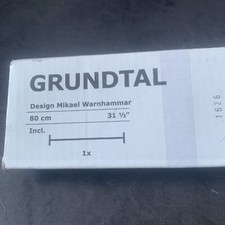 GRUNDTAL
Design Mikael Warnhammar
80 cm 31 ½"
Incl.
1x
1626